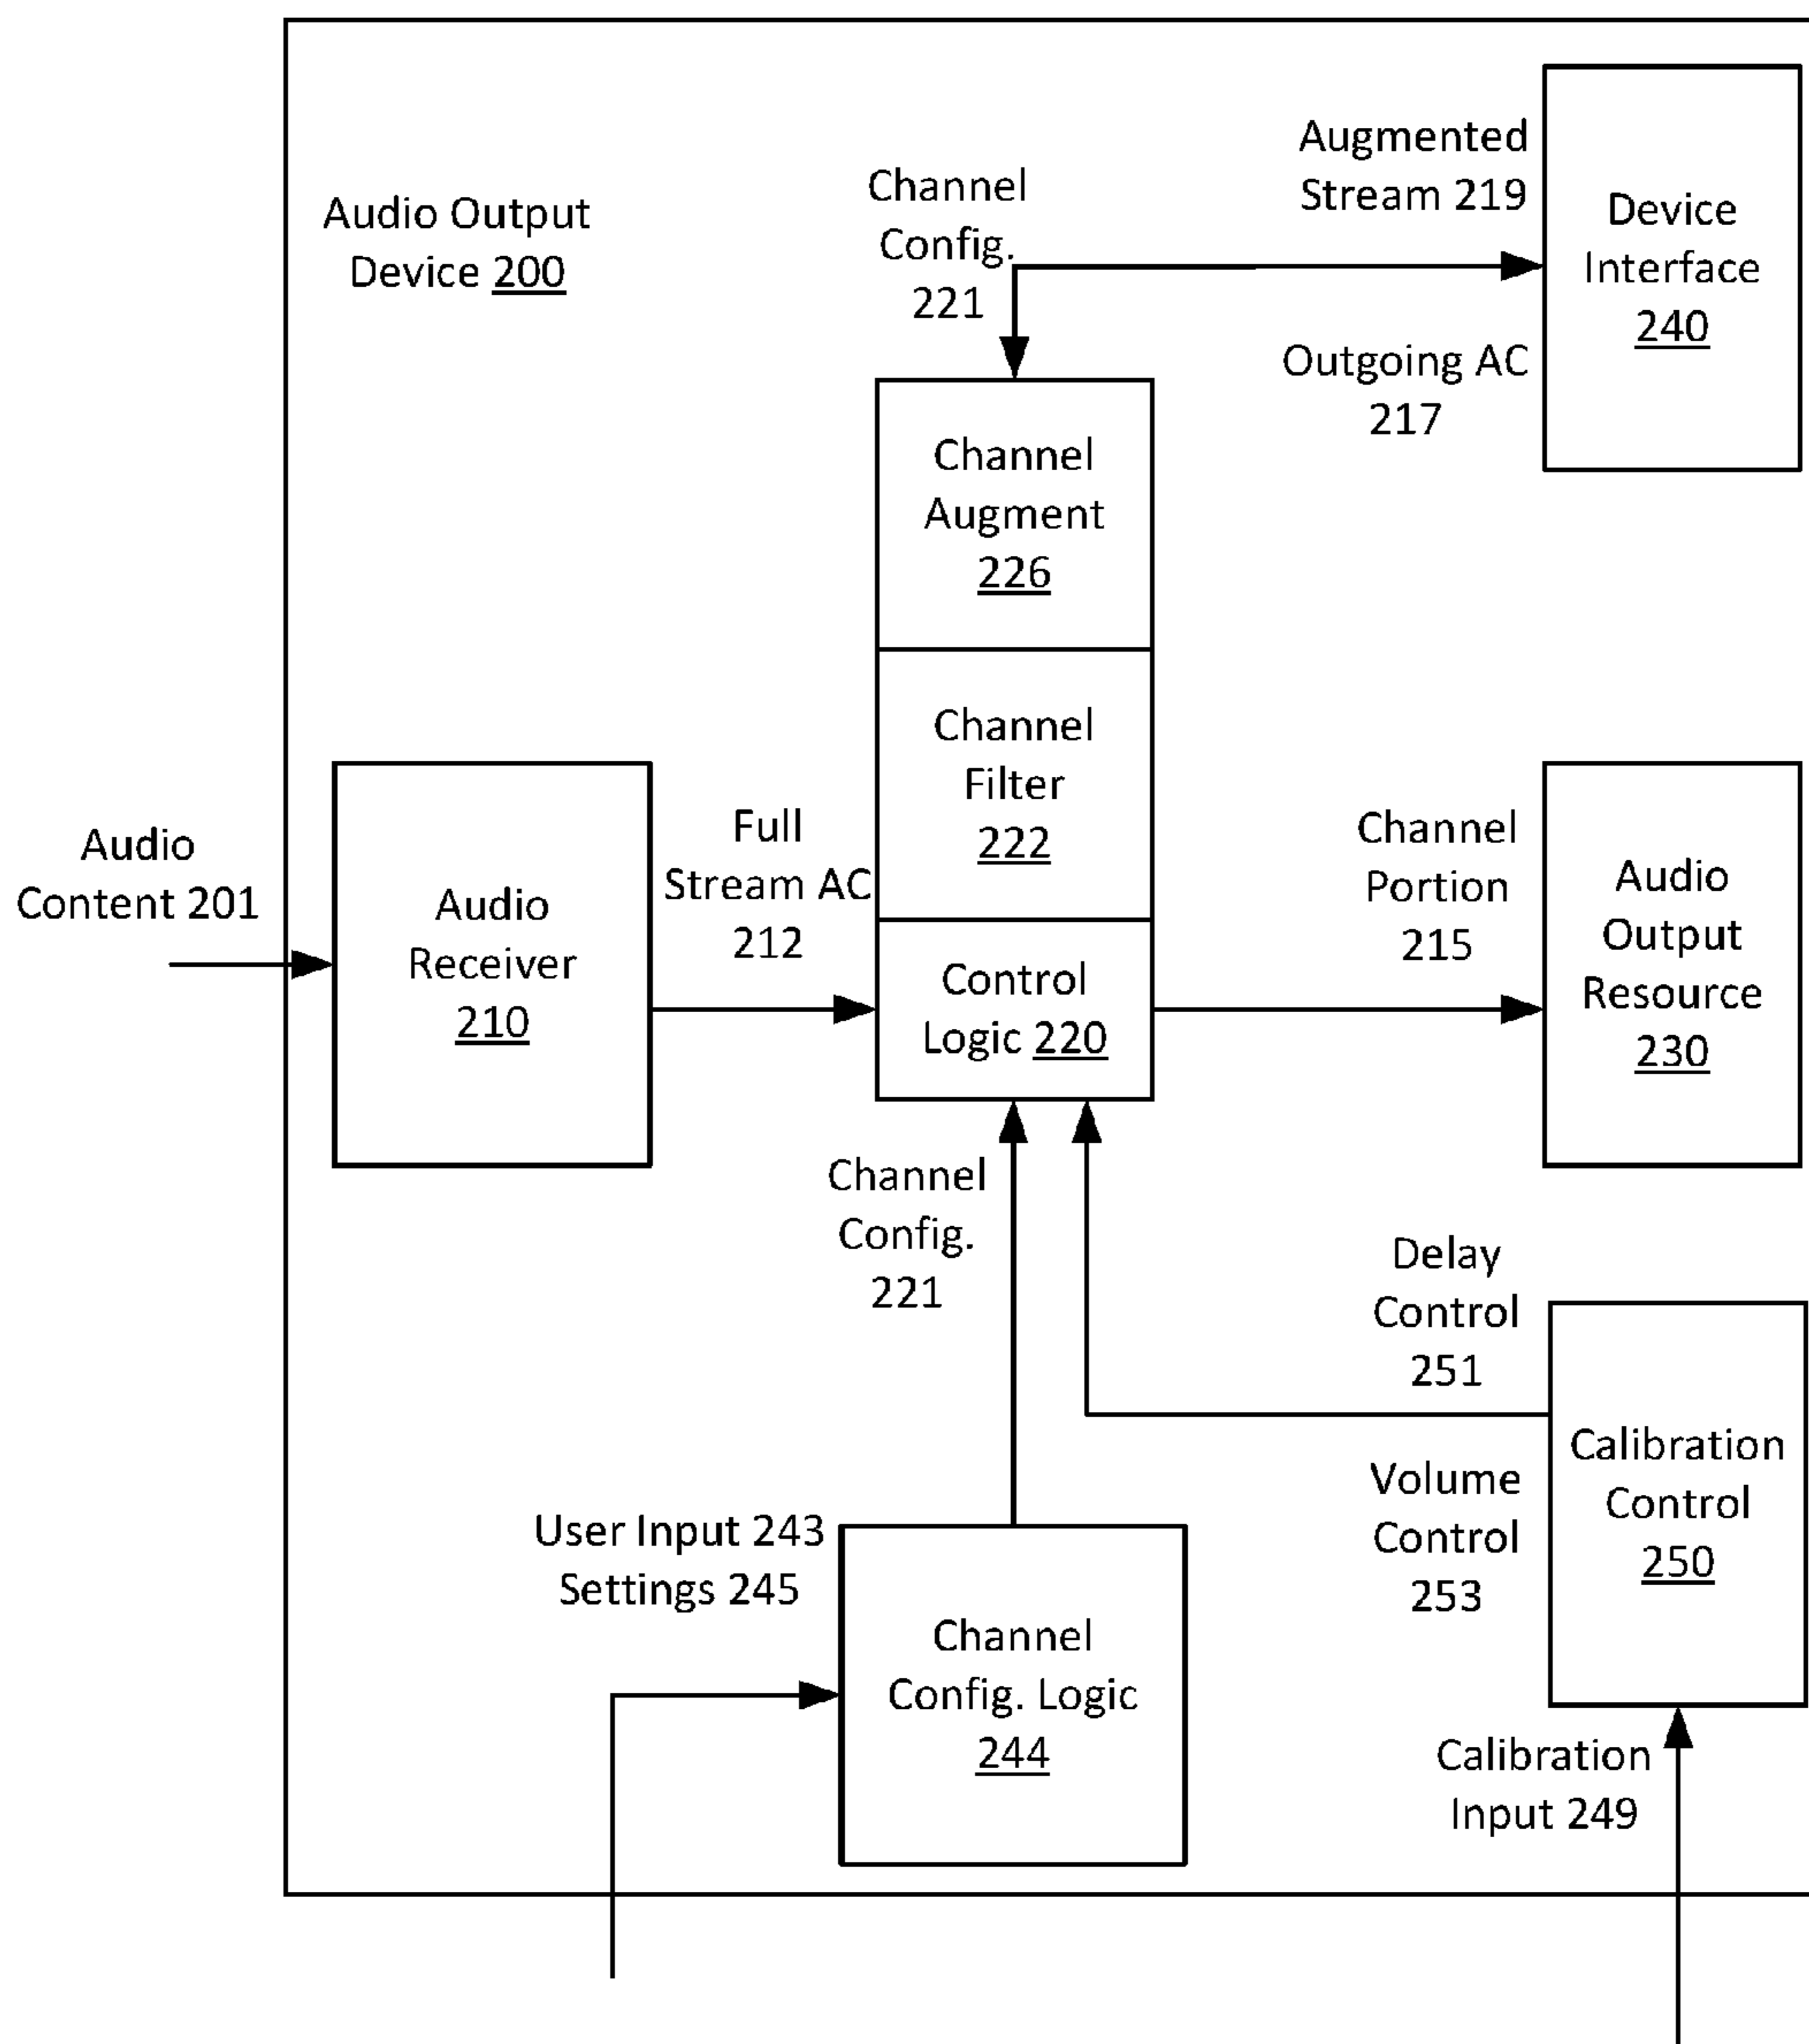 Audio Output
Device 200
Channel
Config.
221
Augmented
Stream 219
Outgoing AC
217
Device
Interface
240
Channel
Augment
226
Channel
Filter
222
Control
Logic 220
Audio
Content 201
Audio
Receiver
210
Full
Stream AC
212
Channel
Portion
215
Audio
Output
Resource
230
Channel
Config.
221
Delay
Control
251
Volume
Control
253
Calibration
Control
250
User Input 243
Settings 245
Channel
Config. Logic
244
Calibration
Input 249